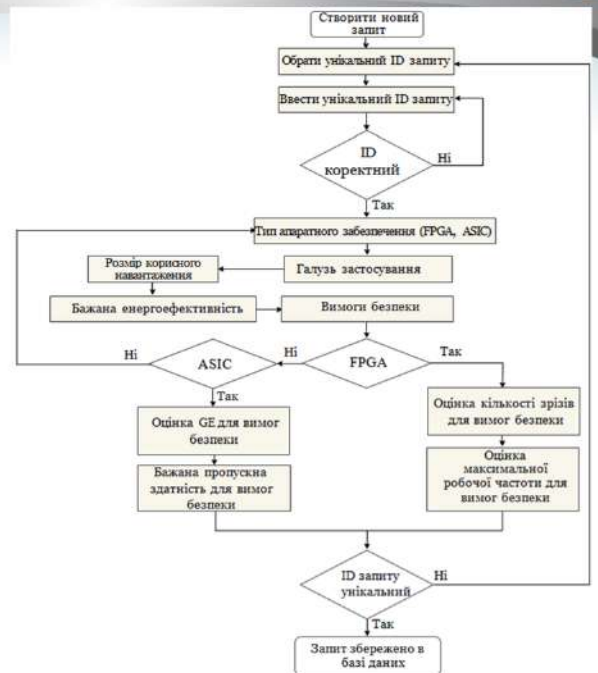 Створити новий
запит
Обрати унікальний ID запиту
Ввести унікальний ID запиту
ID
коректний
Ні
Так
Тип апаратного забезпечення (FPGA, ASIC)
Розмір корисного
навантаження
Галузь застосування
Бажана енергоефективність
Вимоги безпеки
Ні
ASIC
Ні
FPGA
Так
Так
Оцінка GE для вимог
безпеки
Оцінка кількості зрізів
для вимог безпеки
Бажана пропускна
здатність для вимог
безпеки
Оцінка
максимальної
робочої частоти для
вимог безпеки
ID запиту
унікальний
Ні
Так
Запит збережено в
базі даних